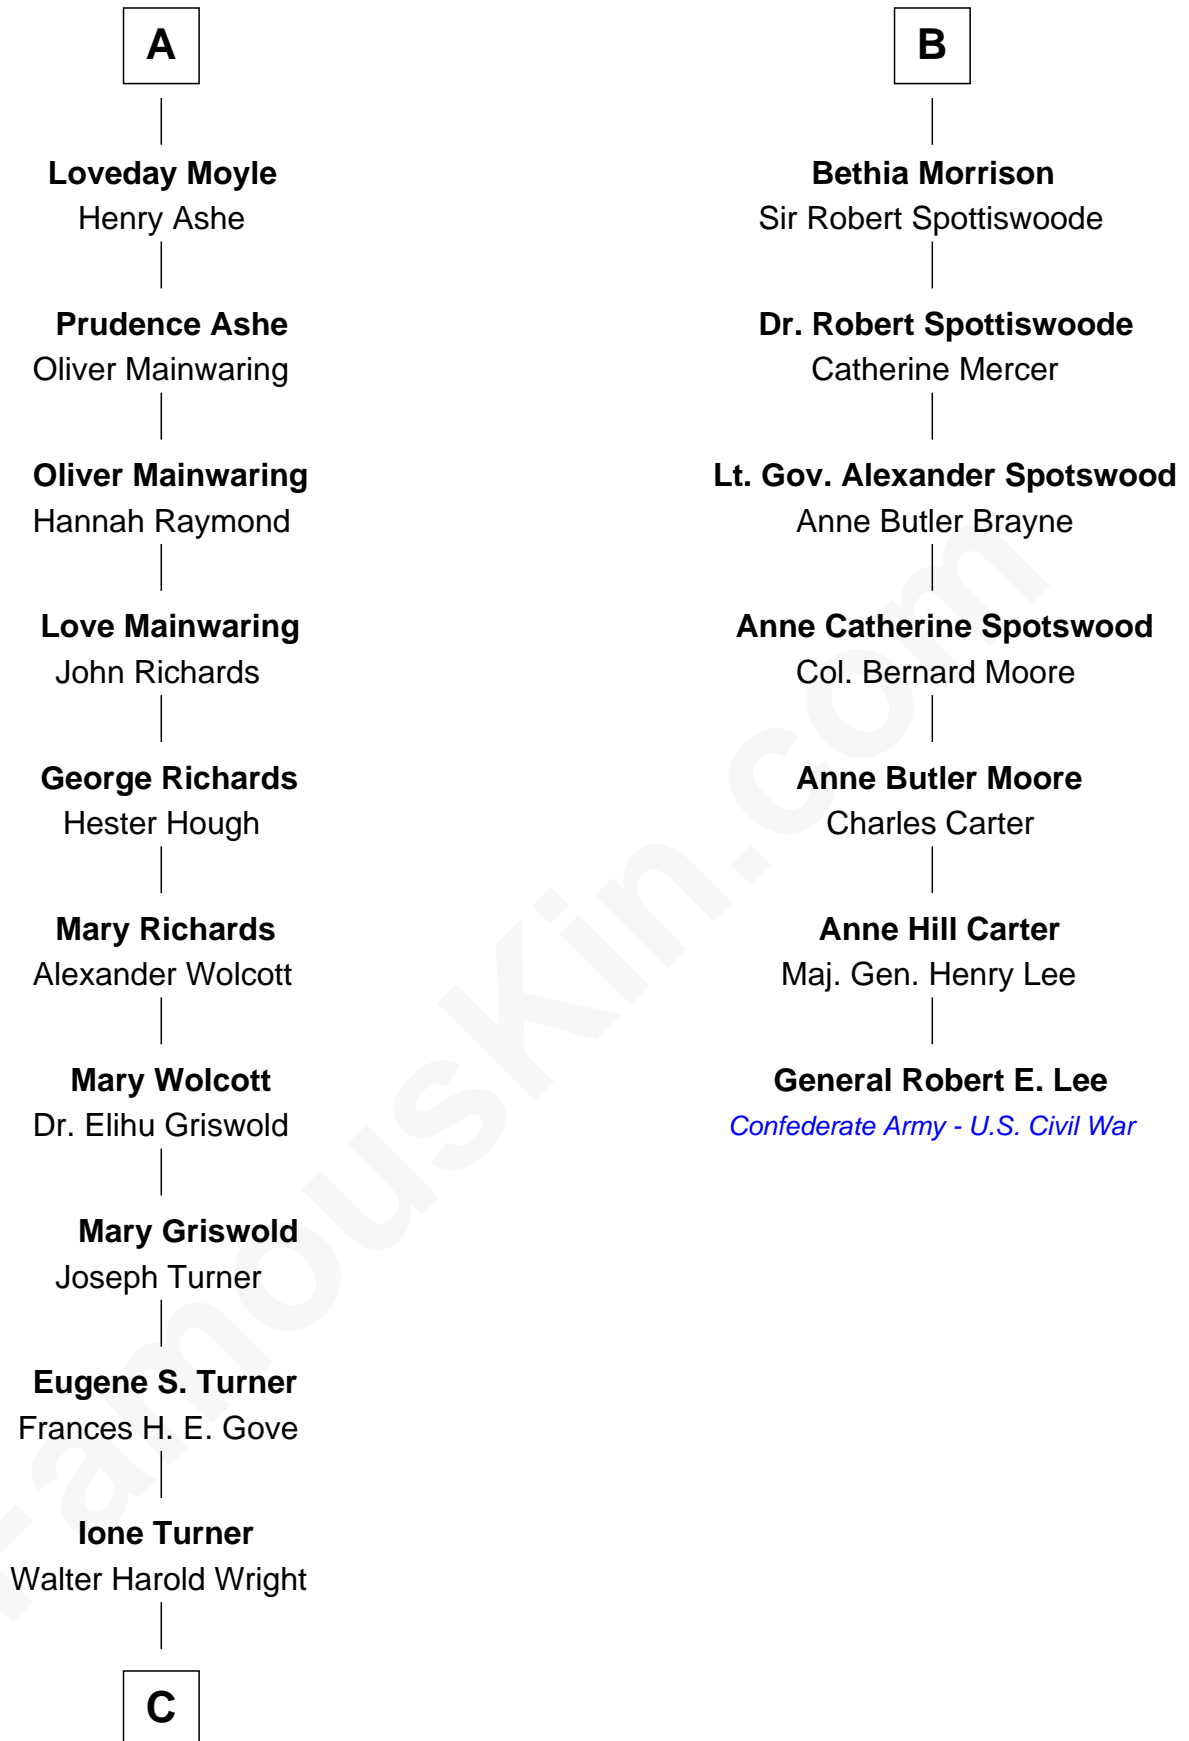 A
Loveday Moyle
Henry Ashe
Prudence Ashe
Oliver Mainwaring
Oliver Mainwaring
Hannah Raymond
Love Mainwaring
John Richards
George Richards
Hester Hough
Mary Richards
Alexander Wolcott
Mary Wolcott
Dr. Elihu Griswold
Mary Griswold
Joseph Turner
Eugene S. Turner
Frances H. E. Gove
Ione Turner
Walter Harold Wright
C
B
Bethia Morrison
Sir Robert Spottiswoode
Dr. Robert Spottiswoode
Catherine Mercer
Lt. Gov. Alexander Spotswood
Anne Butler Brayne
Anne Catherine Spotswood
Col. Bernard Moore
Anne Butler Moore
Charles Carter
Anne Hill Carter
Maj. Gen. Henry Lee
General Robert E. Lee
Confederate Army - U.S. Civil War
FamousKin.com